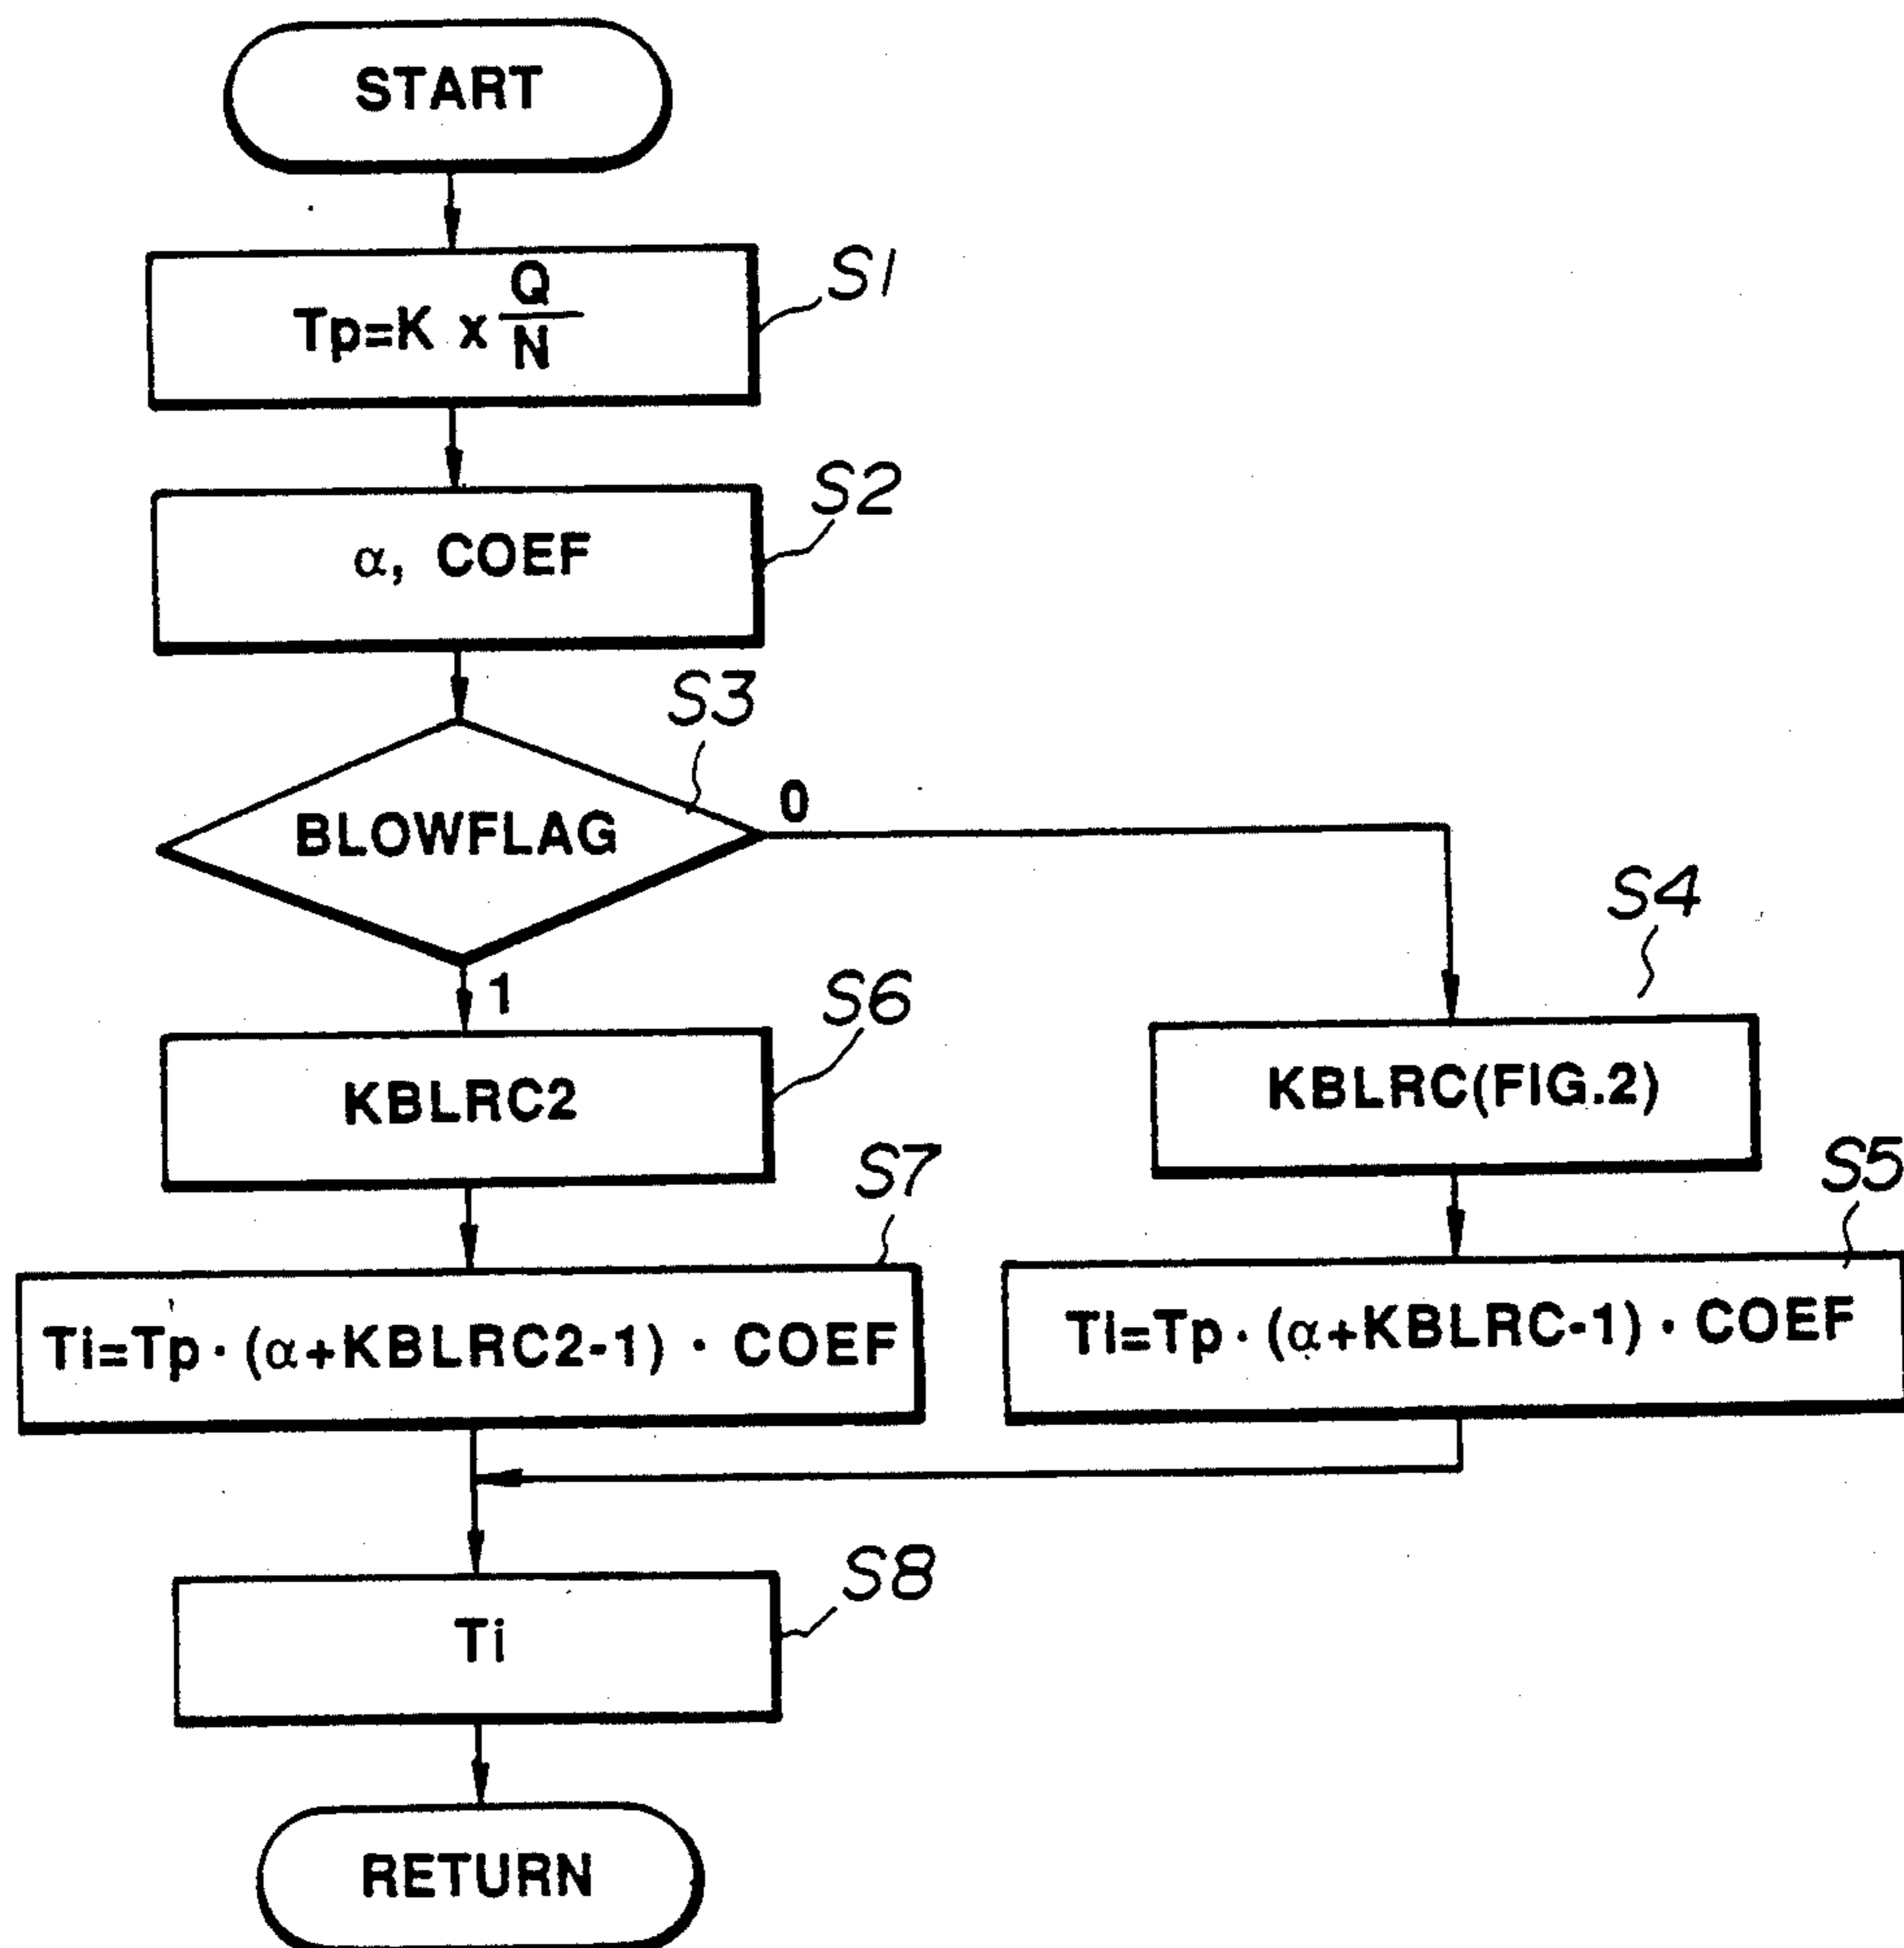 START
Tp=K x Q/N
S1
α, COEF
S2
S3
BLOWFLAG
0
1
S4
KBLRC(FIG.2)
S6
KBLRC2
S5
Ti=Tp·(α+KBLRC-1)·COEF
S7
Ti=Tp·(α+KBLRC2-1)·COEF
S8
Ti
RETURN